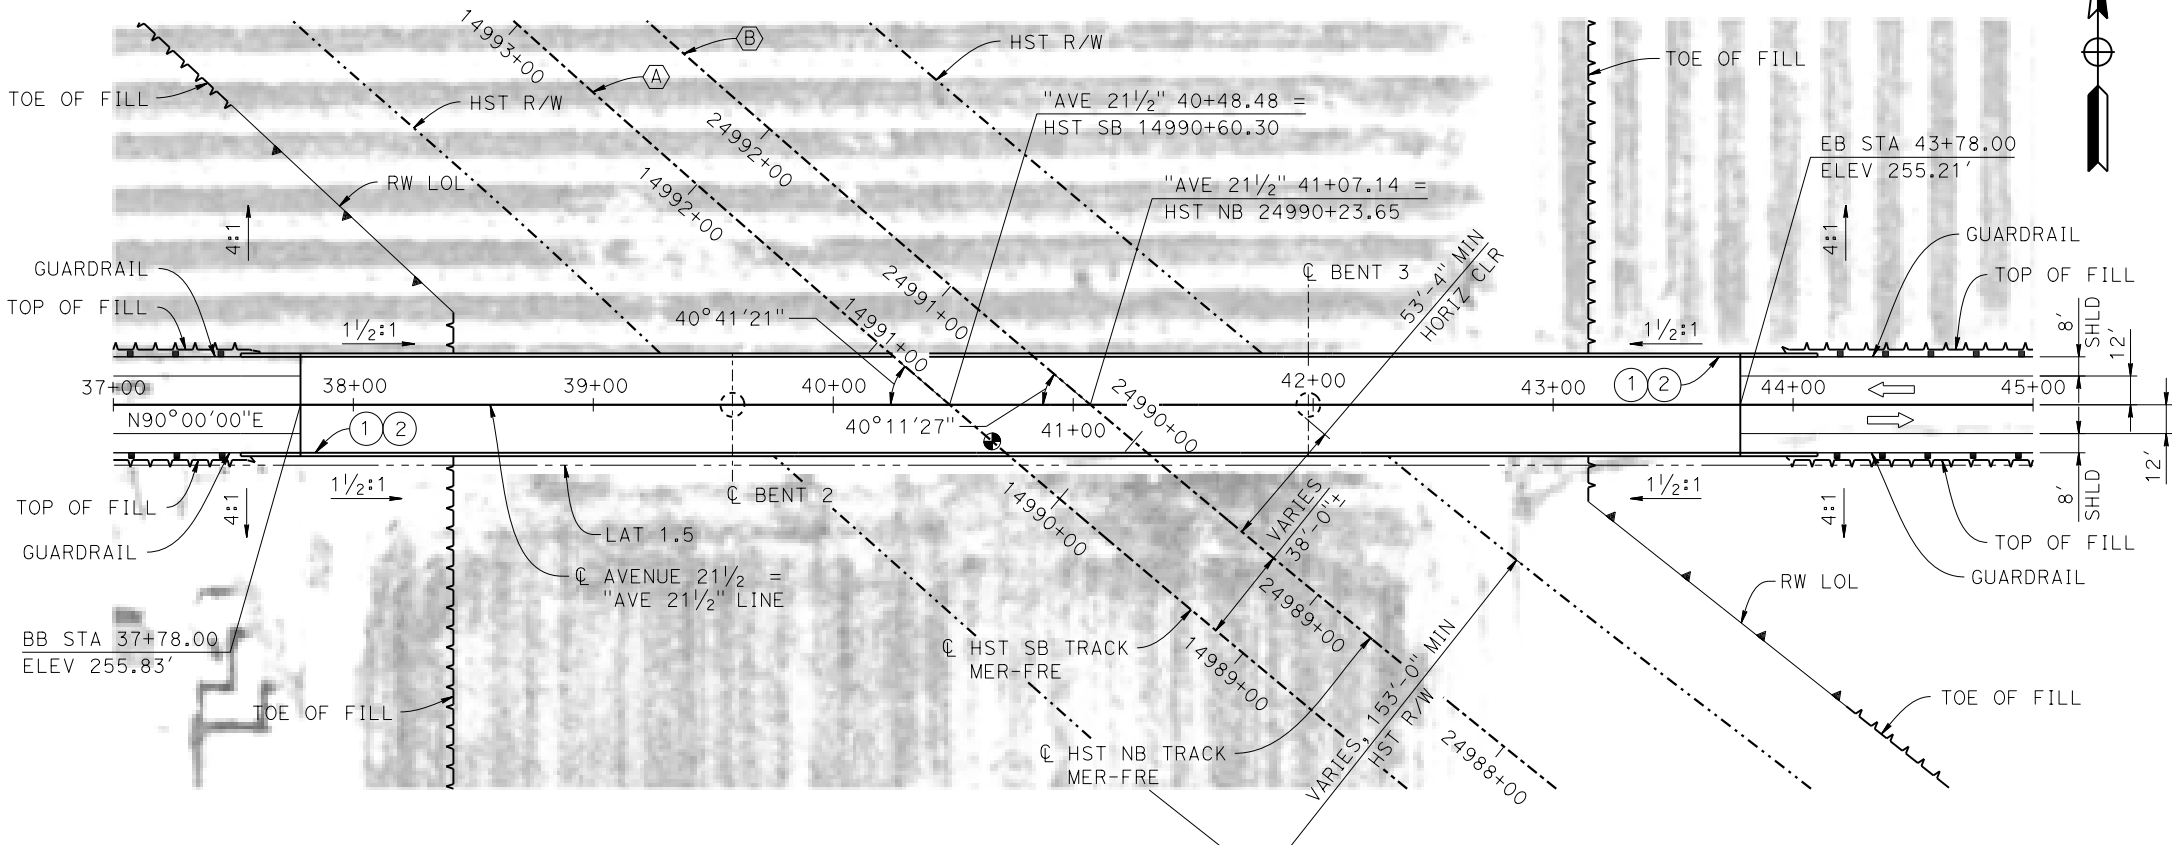 14993+00
B
HST R/W
TOE OF FILL
A
TOE OF FILL
HST R/W
"AVE 21½" 40+48.48 =
HST SB 14990+60.30
24992+00
EB STA 43+78.00
ELEV 255.21'
RW LOL
14992+00
"AVE 21½" 41+07.14 =
HST NB 24990+23.65
4:1
4:1
GUARDRAIL
GUARDRAIL
TOP OF FILL
TOP OF FILL
53'-4" MIN
HORIZ CLR
℄ BENT 3
24991+00
14991+00
40°41'21"
1½:1
1½:1
8'
SHLD
12'
37+00
38+00
39+00
40+00
41+00
42+00
43+00
44+00
45+00
1 2
N90°00'00"E
1 2
40°11'27"
24990+00
1½:1
1½:1
℄ BENT 2
TOP OF FILL
4:1
GUARDRAIL
4:1
8'
SHLD
12'
TOP OF FILL
GUARDRAIL
LAT 1.5
14990+00
VARIES
38'-0"±
℄ AVENUE 21½ =
"AVE 21½" LINE
24989+00
RW LOL
BB STA 37+78.00
ELEV 255.83'
℄ HST SB TRACK
MER-FRE
14989+00
TOE OF FILL
TOE OF FILL
VARIES, 153'-0" MIN
HST R/W
℄ HST NB TRACK
MER-FRE
24988+00